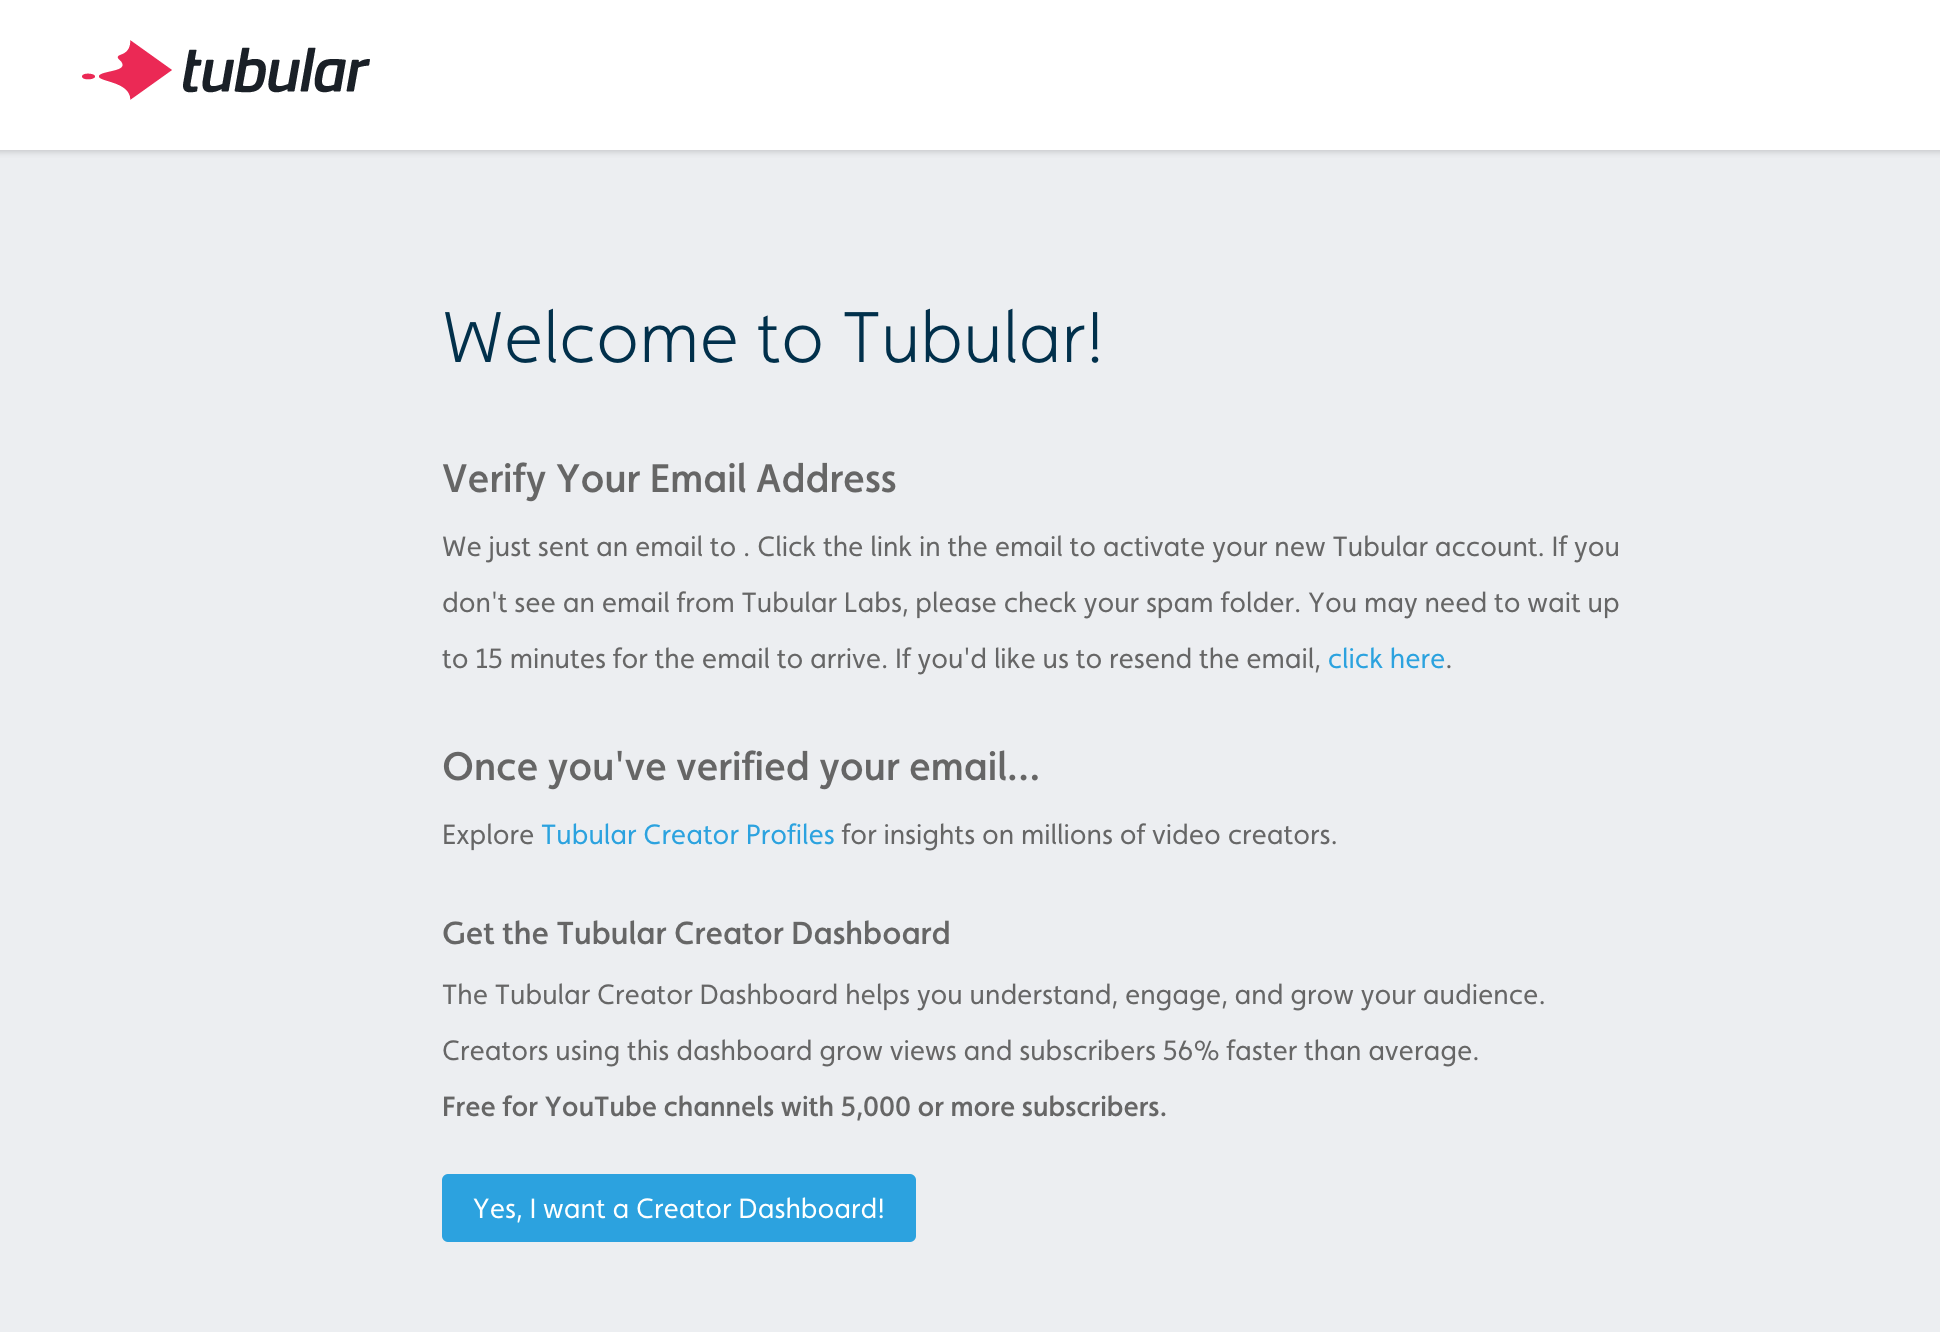 tubular
Welcome to Tubular!
Verify Your Email Address
We just sent an email to . Click the link in the email to activate your new Tubular account. If you
don't see an email from Tubular Labs, please check your spam folder. You may need to wait up
to 15 minutes for the email to arrive. If you'd like us to resend the email, click here.
Once you've verified your email...
Explore Tubular Creator Profiles for insights on millions of video creators.
Get the Tubular Creator Dashboard
The Tubular Creator Dashboard helps you understand, engage, and grow your audience.
Creators using this dashboard grow views and subscribers 56% faster than average.
Free for YouTube channels with 5,000 or more subscribers.
Yes, I want a Creator Dashboard!